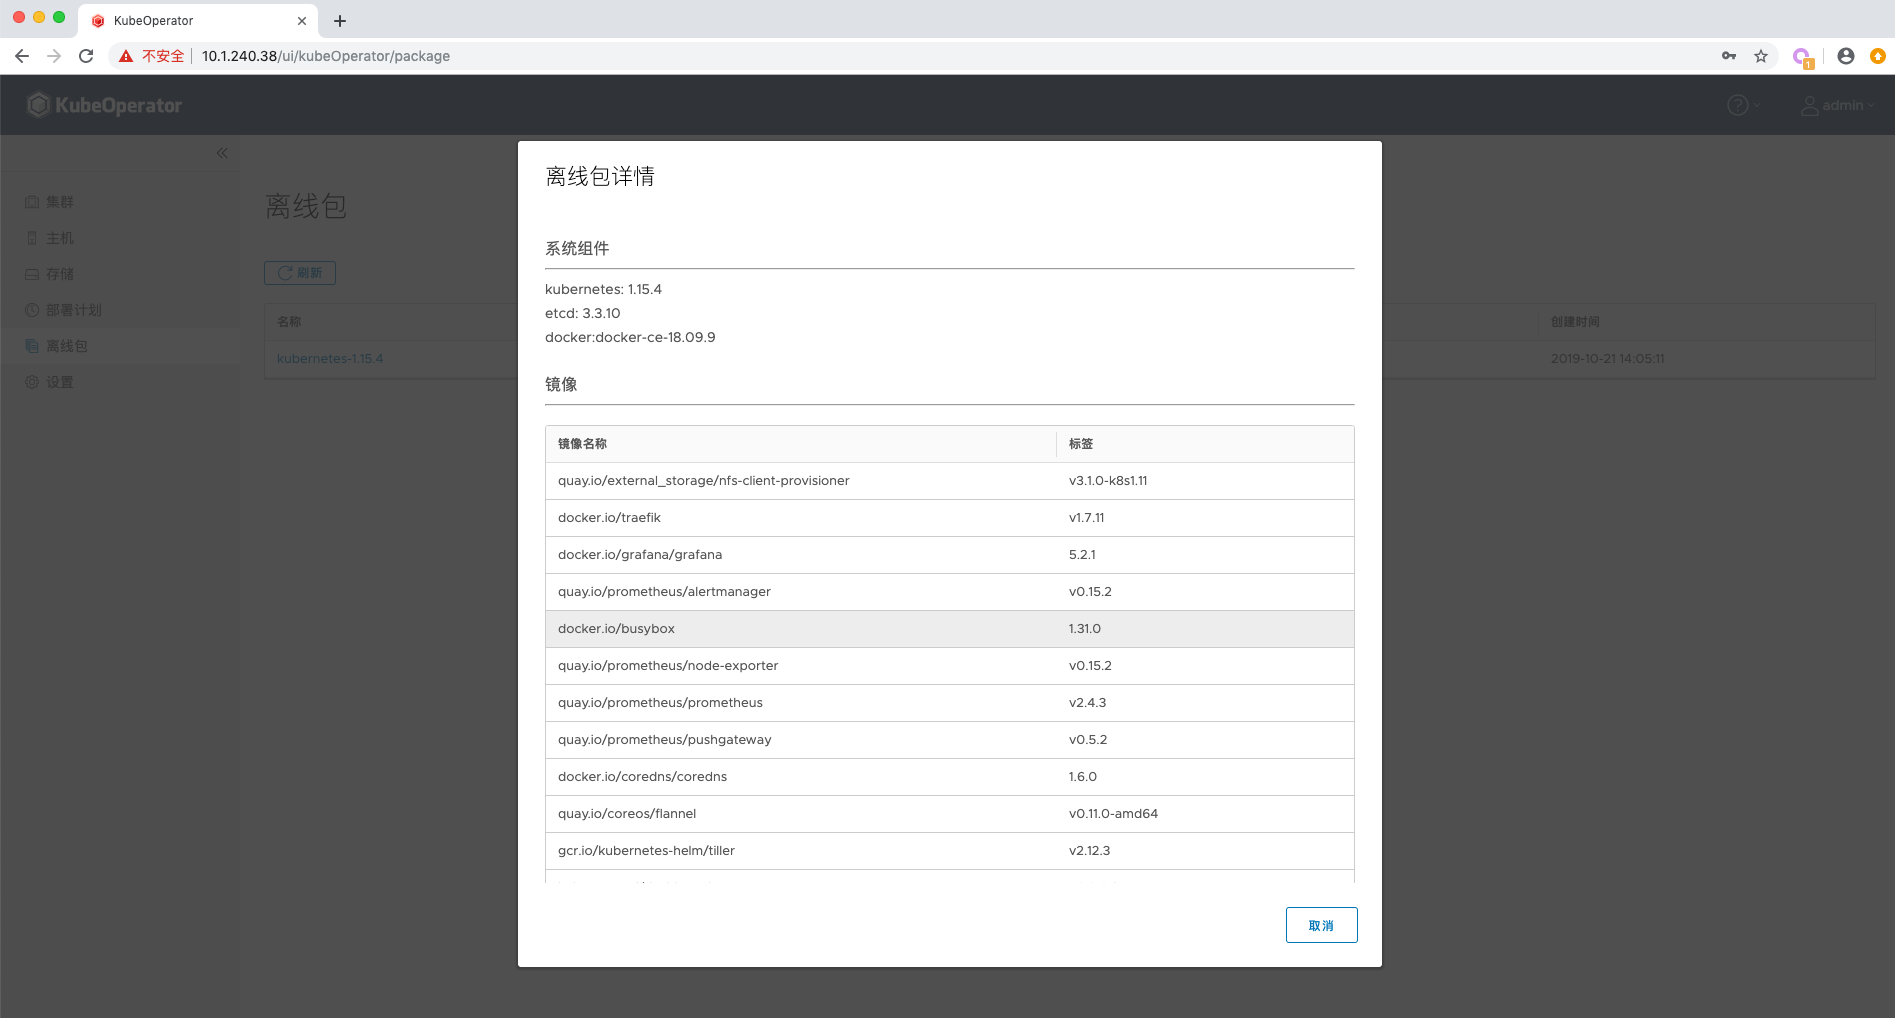 KubeOperator
不安全 10.1.240.38/ui/kubeOperator/package
1
KubeOperator
admin
集群
主机
存储
部署计划
离线包
设置
离线包
刷新
名称 创建时间
kubernetes-1.15.4 2019-10-21 14:05:11
离线包详情
系统组件
kubernetes: 1.15.4
etcd: 3.3.10
docker:docker-ce-18.09.9
镜像
镜像名称 标签
quay.io/external_storage/nfs-client-provisioner v3.1.0-k8s1.11
docker.io/traefik v1.7.11
docker.io/grafana/grafana 5.2.1
quay.io/prometheus/alertmanager v0.15.2
docker.io/busybox 1.31.0
quay.io/prometheus/node-exporter v0.15.2
quay.io/prometheus/prometheus v2.4.3
quay.io/prometheus/pushgateway v0.5.2
docker.io/coredns/coredns 1.6.0
quay.io/coreos/flannel v0.11.0-amd64
gcr.io/kubernetes-helm/tiller v2.12.3
取消